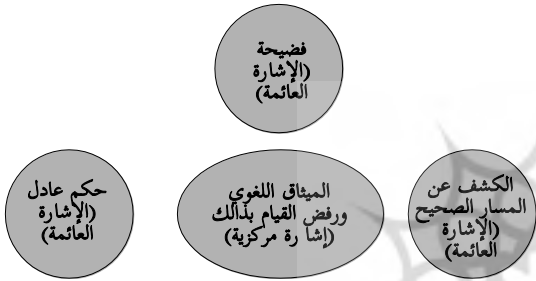 فضيحة
(الإشارة
العائمة)
الكشف عن
المسار الصحيح
(الإشارة
العائمة)
الميثاق اللغوي
ورفض القيام بذالك
(إشا رة مركزية)
حكم عادل
(الإشارة
العائمة)